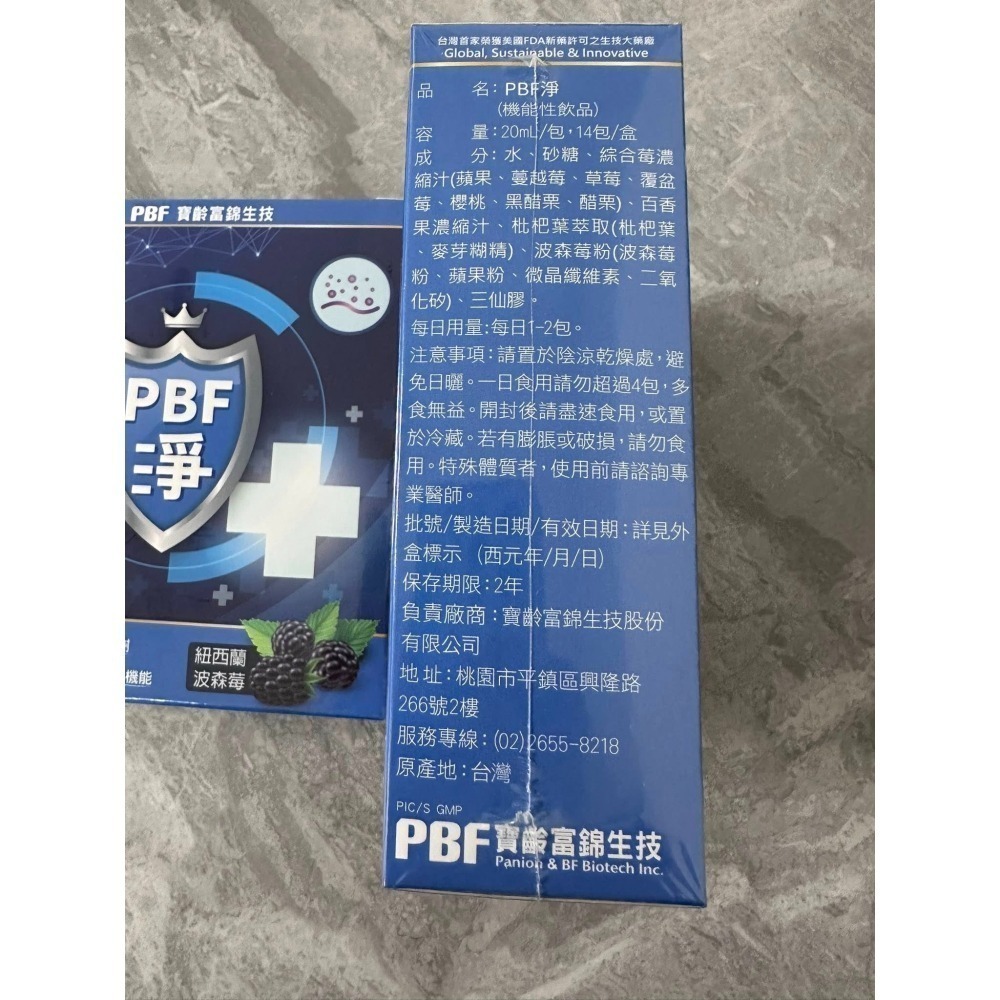 台灣首家榮獲美國FDA新藥許可之生技大藥廠
Global, Sustainable & Innovative
品 名：PBF淨
(機能性飲品)
容 量：20mL/包，14包/盒
成 分：水、砂糖、綜合莓濃
縮汁(蘋果、蔓越莓、草莓、覆盆
莓、櫻桃、黑醋栗、醋栗)、百香
果濃縮汁、枇杷葉萃取(枇杷葉
、麥芽糊精)、波森莓粉(波森莓
粉、蘋果粉、微晶纖維素、二氧
化矽)、三仙膠。
每日用量：每日1-2包。
注意事項：請置於陰涼乾燥處，避
免日曬。一日食用請勿超過4包，多
食無益。開封後請盡速食用，或置
於冷藏。若有膨脹或破損，請勿食
用。特殊體質者，使用前請諮詢專
業醫師。
批號/製造日期/有效日期：詳見外
盒標示 (西元年/月/日)
保存期限：2年
負責廠商：寶齡富錦生技股份
有限公司
地址：桃園市平鎮區興隆路
266號2樓
服務專線：(02)2655-8218
原產地：台灣
PIC/S GMP
PBF 寶齡富錦生技
Panion & BF Biotech Inc.
PBF 寶齡富錦生技
PBF
淨
紐西蘭
波森莓
機能